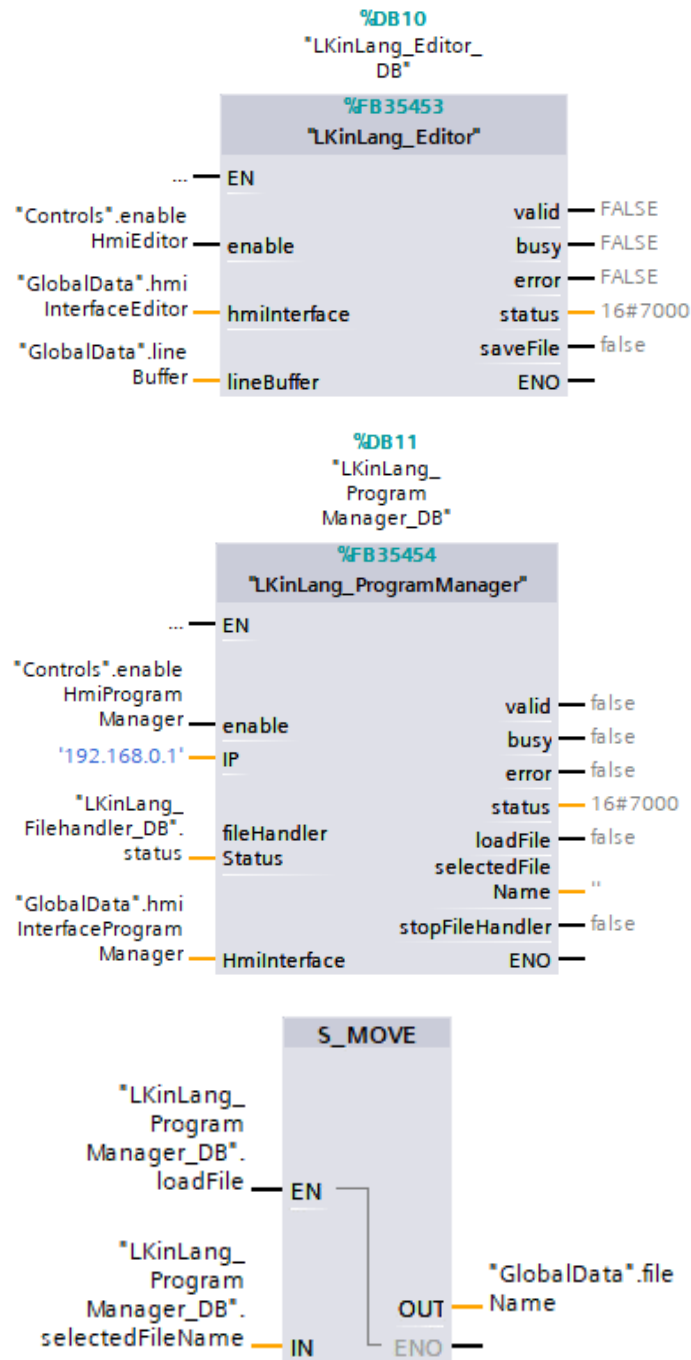 %DB10
"LKinLang_Editor_
DB"
%FB35453
"LKinLang_Editor"
... EN
"Controls".enable
HmiEditor
enable
"GlobalData".hmi
InterfaceEditor
hmiInterface
"GlobalData".line
Buffer
lineBuffer
valid FALSE
busy FALSE
error FALSE
status 16#7000
saveFile false
ENO
%DB11
"LKinLang_
Program
Manager_DB"
%FB35454
"LKinLang_ProgramManager"
... EN
"Controls".enable
HmiProgram
Manager
enable
'192.168.0.1' IP
"LKinLang_
Filehandler_DB".
status
fileHandler
Status
"GlobalData".hmi
InterfaceProgram
Manager
HmiInterface
valid false
busy false
error false
status 16#7000
loadFile false
selectedFile
Name ''
stopFileHandler false
ENO
S_MOVE
"LKinLang_
Program
Manager_DB".
loadFile
EN
"LKinLang_
Program
Manager_DB".
selectedFileName
IN
OUT
"GlobalData".file
Name
ENO